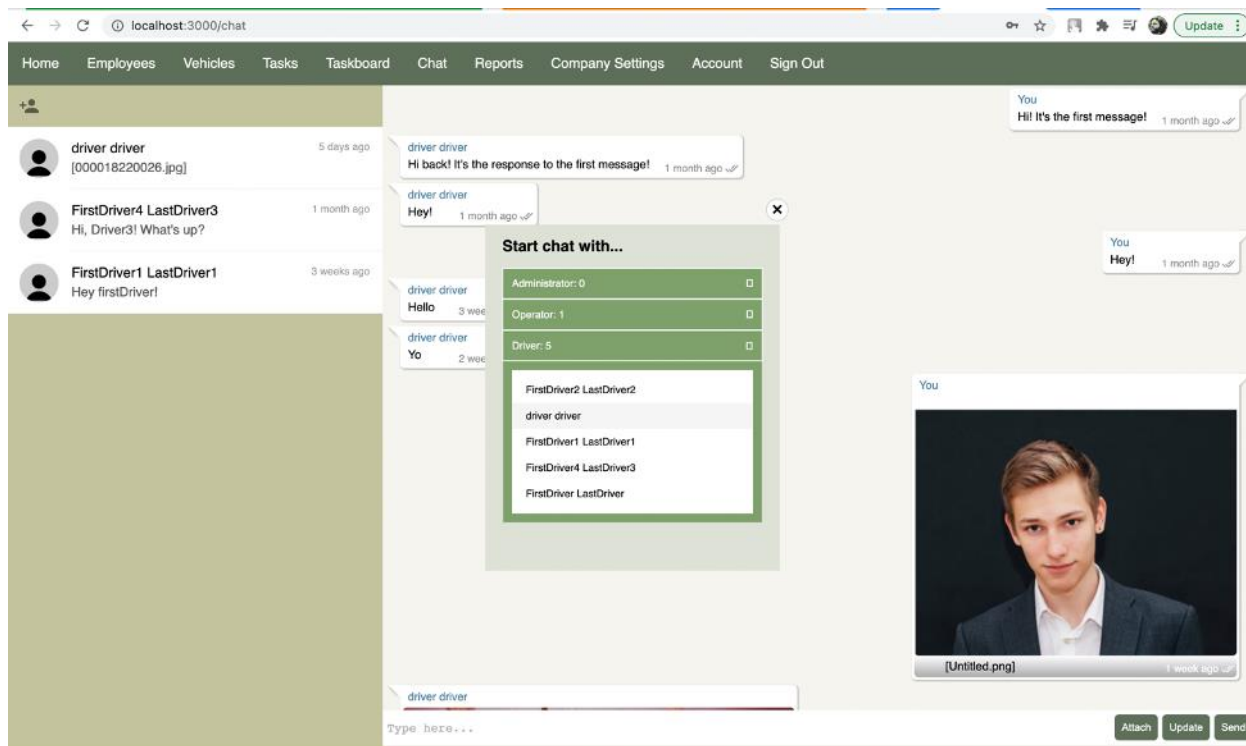 localhost:3000/chat
Update
Home Employees Vehicles Tasks Taskboard Chat Reports Company Settings Account Sign Out
driver driver 5 days ago
[000018220026.jpg]
FirstDriver4 LastDriver3 1 month ago
Hi, Driver3! What's up?
FirstDriver1 LastDriver1 3 weeks ago
Hey firstDriver!
You
Hi! It's the first message! 1 month ago
driver driver
Hi back! It's the response to the first message! 1 month ago
driver driver
Hey! 1 month ago
You
Hey! 1 month ago
driver driver
Hello 3 wee
driver driver
Yo 2 wee
Start chat with...
Administrator: 0
Operator: 1
Driver: 5
FirstDriver2 LastDriver2
driver driver
FirstDriver1 LastDriver1
FirstDriver4 LastDriver3
FirstDriver LastDriver
You
[Untitled.png] 1 week ago
driver driver
Type here...
Attach Update Send